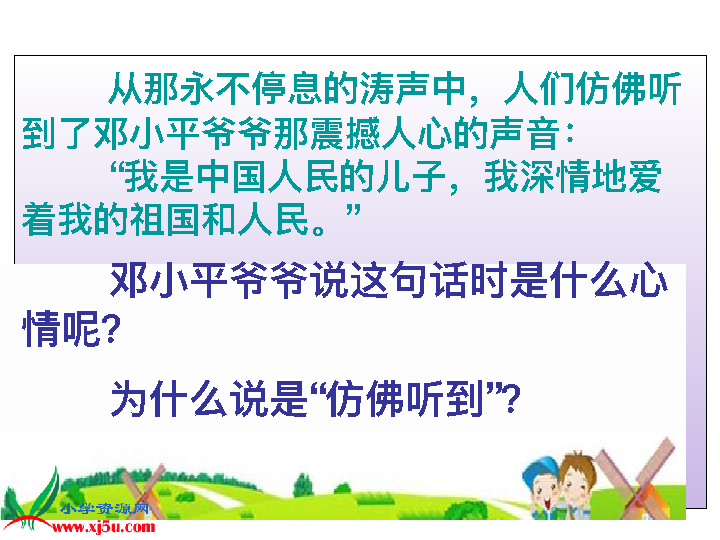 从那永不停息的涛声中，人们仿佛听
到了邓小平爷爷那震撼人心的声音：
“我是中国人民的儿子，我深情地爱
着我的祖国和人民。”
邓小平爷爷说这句话时是什么心
情呢？
为什么说是“仿佛听到”？
小学资源网
www.xj5u.com